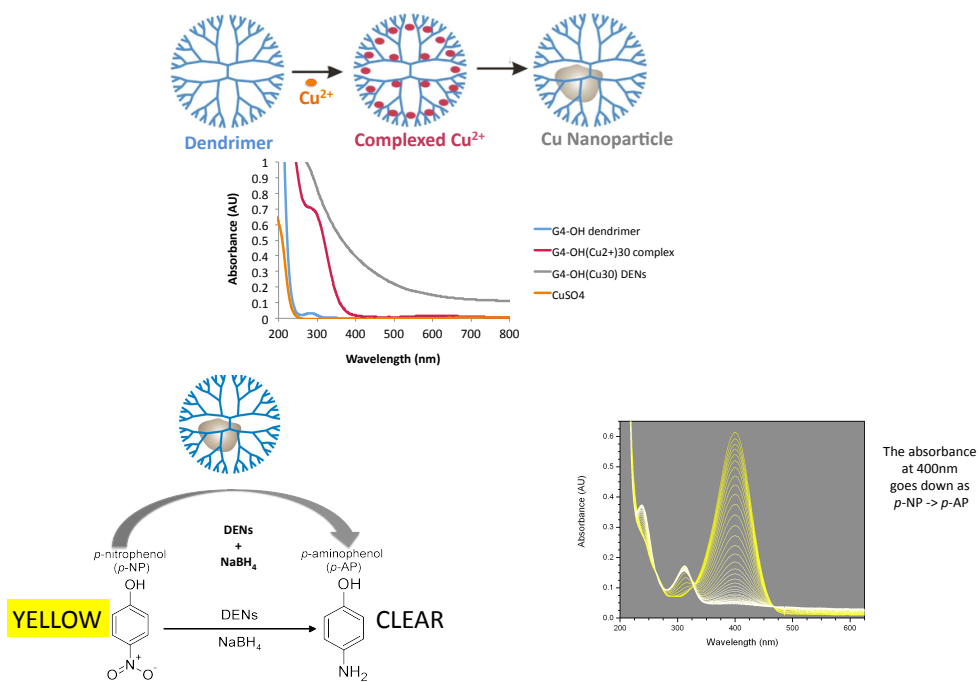 Cu2+
Dendrimer
Complexed Cu2+
Cu Nanoparticle
1
0.9
0.8
0.7
0.6
0.5
0.4
0.3
0.2
0.1
0
Absorbance (AU)
200 300 400 500 600 700 800
Wavelength (nm)
G4-OH dendrimer
G4-OH(Cu2+)30 complex
G4-OH(Cu30) DENs
CuSO4
DENs
+
NaBH4
p-nitrophenol
(p-NP)
OH
YELLOW
N+
O O-
DENs
NaBH4
p-aminophenol
(p-AP)
OH
CLEAR
NH2
0.6
0.5
0.4
0.3
0.2
0.1
0.0
Absorbance (AU)
200 300 400 500 600
Wavelength (nm)
The absorbance
at 400nm
goes down as
p-NP -> p-AP